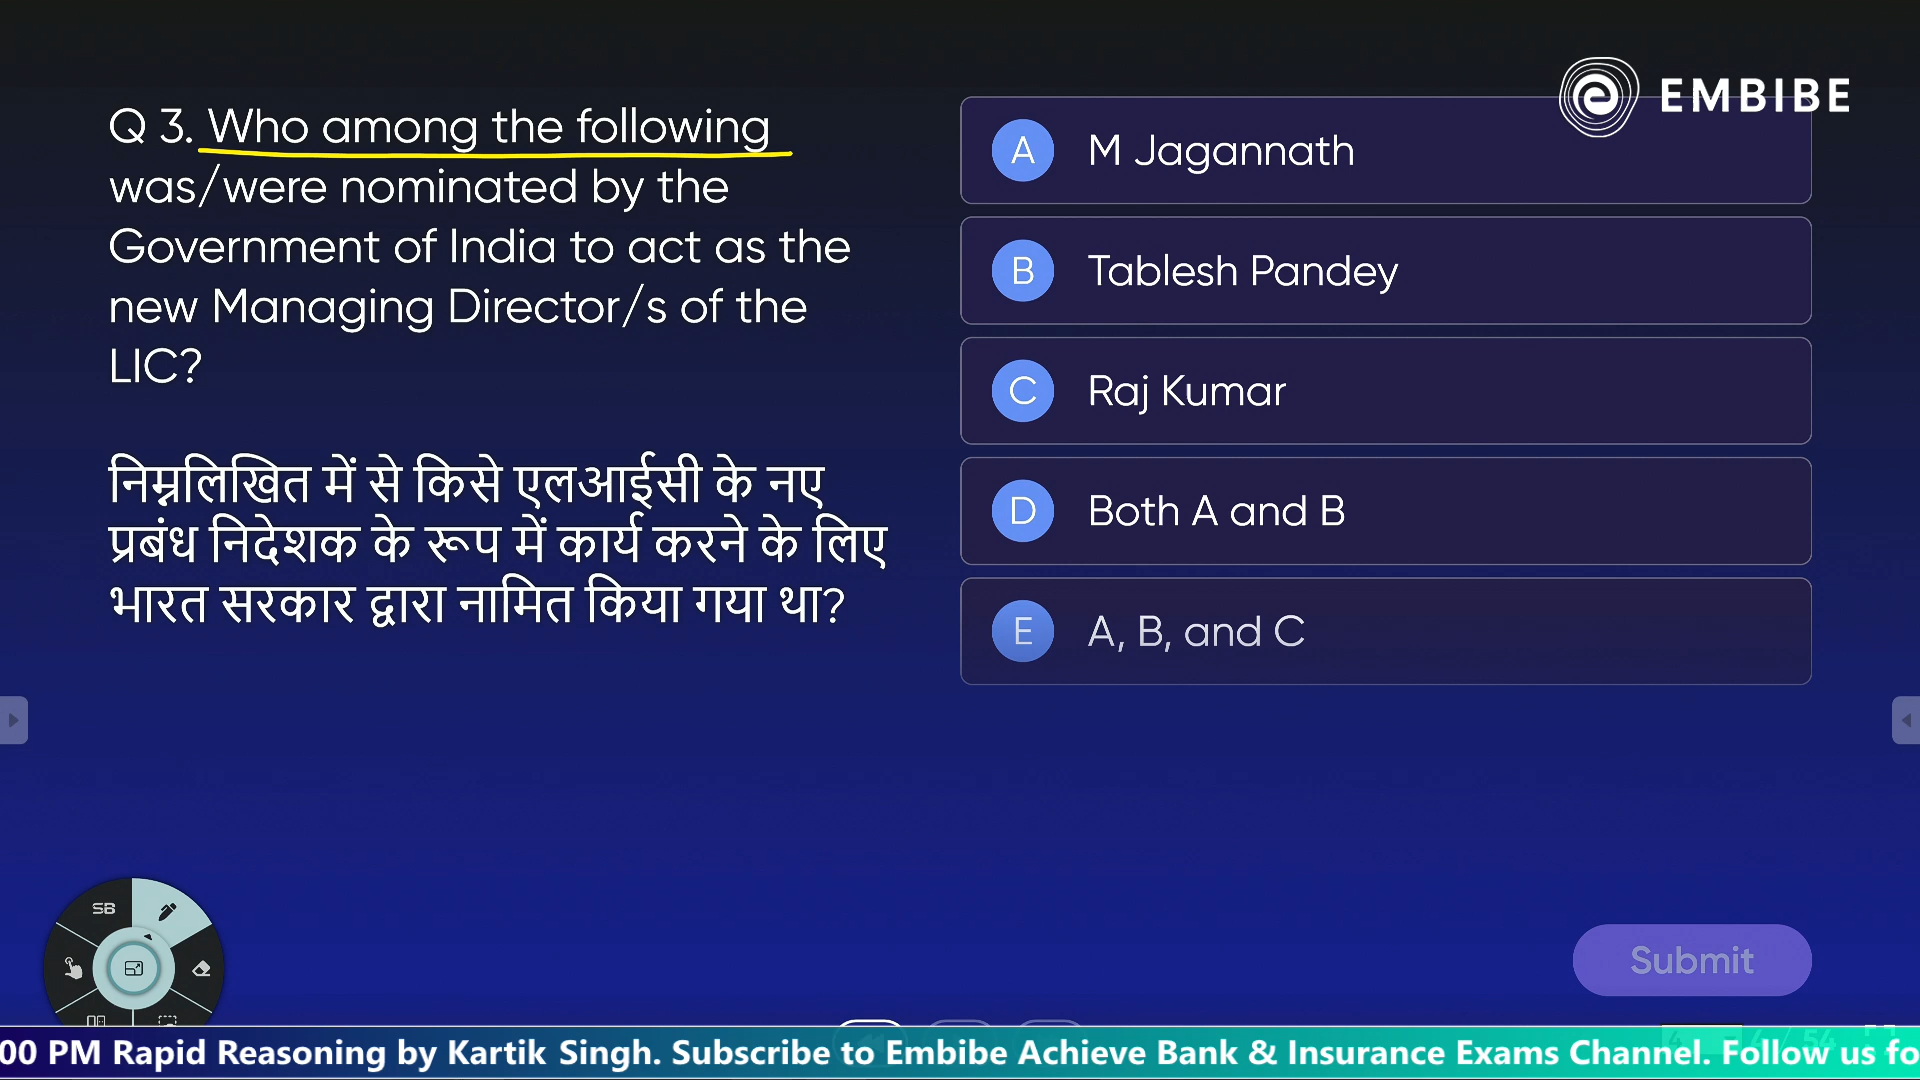 EMBIBE
Q 3. Who among the following
was/were nominated by the
Government of India to act as the
new Managing Director/s of the
LIC?
निम्नलिखित में से किसे एलआईसी के नए
प्रबंध निदेशक के रूप में कार्य करने के लिए
भारत सरकार द्वारा नामित किया गया था?
A M Jagannath
B Tablesh Pandey
C Raj Kumar
D Both A and B
E A, B, and C
SB
Submit
4 / 54
00 PM Rapid Reasoning by Kartik Singh. Subscribe to Embibe Achieve Bank & Insurance Exams Channel. Follow us fo